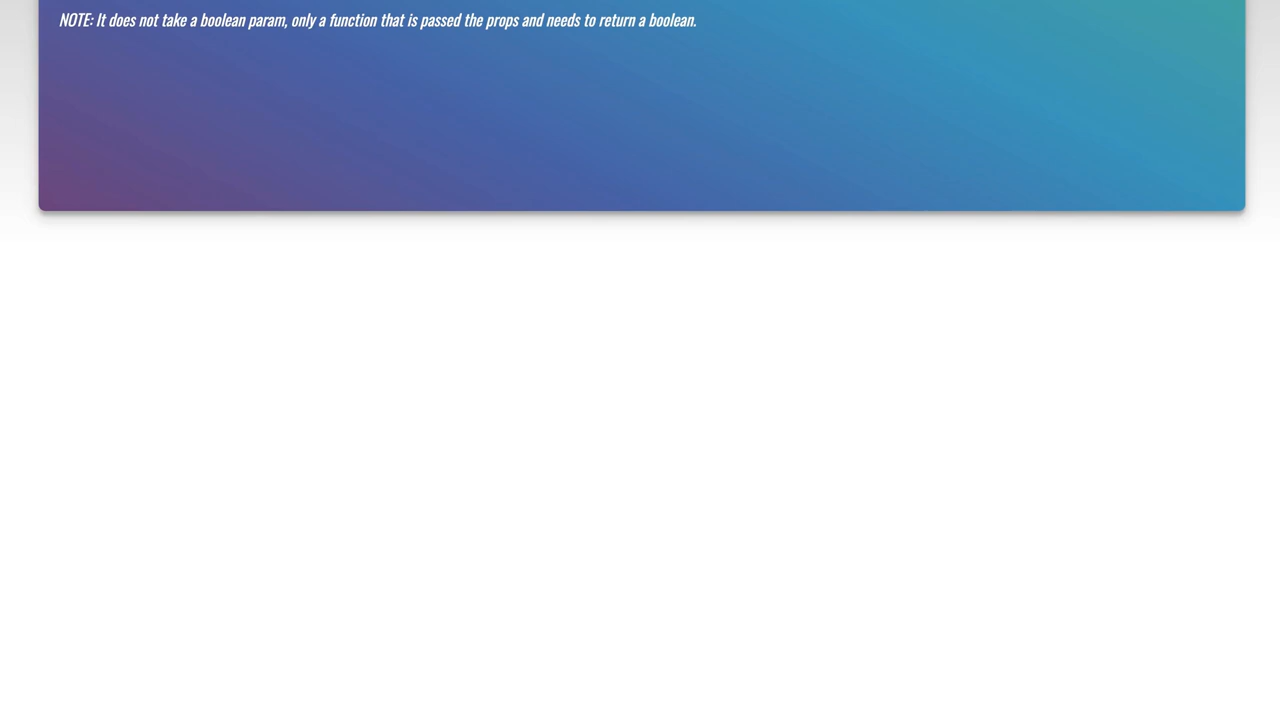 NOTE: It does not take a boolean param, only a function that is passed the props and needs to return a boolean.